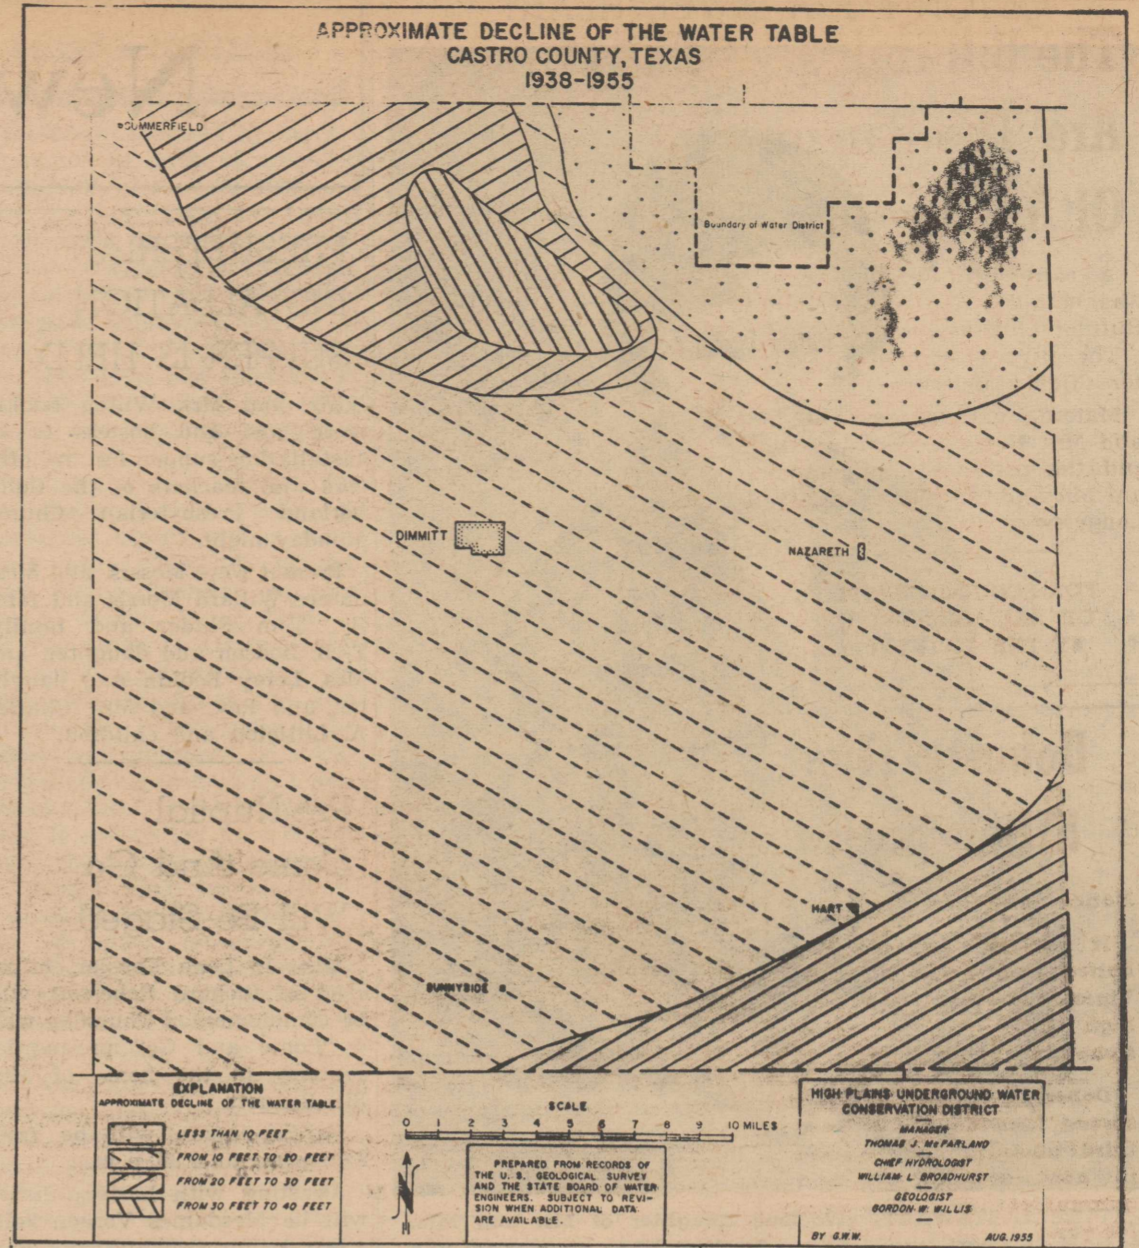 APPROXIMATE DECLINE OF THE WATER TABLE
CASTRO COUNTY, TEXAS
1938-1955
SUMMERFIELD
Boundary of Water District
DIMMITT
NAZARETH
HART
SUNNYSIDE
EXPLANATION
APPROXIMATE DECLINE OF THE WATER TABLE
LESS THAN 10 FEET
FROM 10 FEET TO 20 FEET
FROM 20 FEET TO 30 FEET
FROM 30 FEET TO 40 FEET
SCALE
0 1 2 3 4 5 6 7 8 9 10 MILES
N
PREPARED FROM RECORDS OF
THE U. S. GEOLOGICAL SURVEY
AND THE STATE BOARD OF WATER
ENGINEERS. SUBJECT TO REVI-
SION WHEN ADDITIONAL DATA
ARE AVAILABLE.
HIGH PLAINS UNDERGROUND WATER
CONSERVATION DISTRICT
MANAGER
THOMAS J. McFARLAND
CHIEF HYDROLOGIST
WILLIAM L. BROADHURST
GEOLOGIST
GORDON W. WILLIS
BY G.W.W. AUG. 1955